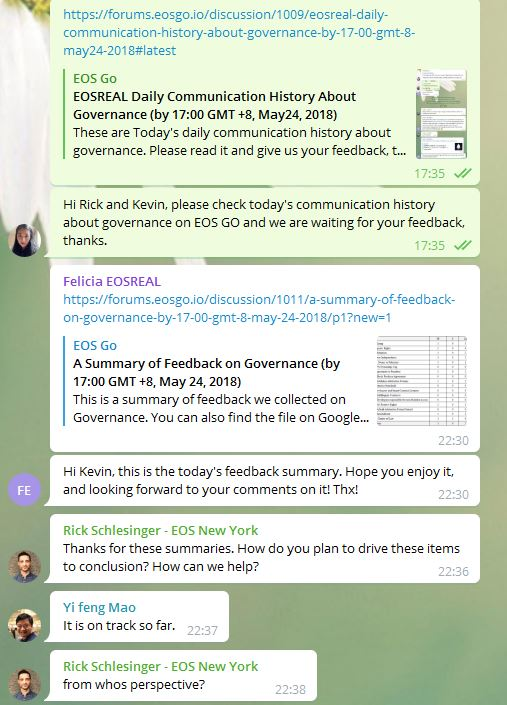 https://forums.eosgo.io/discussion/1009/eosreal-daily-
communication-history-about-governance-by-17-00-gmt-8-
may24-2018#latest
EOS Go
EOSREAL Daily Communication History About
Governance (by 17:00 GMT +8, May24, 2018)
These are Today's daily communication history about
governance. Please read it and give us your feedback, t...
17:35
Hi Rick and Kevin, please check today's communication history
about governance on EOS GO and we are waiting for your feedback,
thanks.
17:35
Felicia EOSREAL
https://forums.eosgo.io/discussion/1011/a-summary-of-feedback-
on-governance-by-17-00-gmt-8-may-24-2018/p1?new=1
EOS Go
A Summary of Feedback on Governance (by
17:00 GMT +8, May 24, 2018)
This is a summary of feedback we collected on
Governance. You can also find the file on Google...
22:30
Hi Kevin, this is the today's feedback summary. Hope you enjoy it,
and looking forward to your comments on it! Thx!
22:30
FE
Rick Schlesinger - EOS New York
Thanks for these summaries. How do you plan to drive these items
to conclusion? How can we help?
22:36
Yi feng Mao
It is on track so far.
22:37
Rick Schlesinger - EOS New York
from whos perspective?
22:38